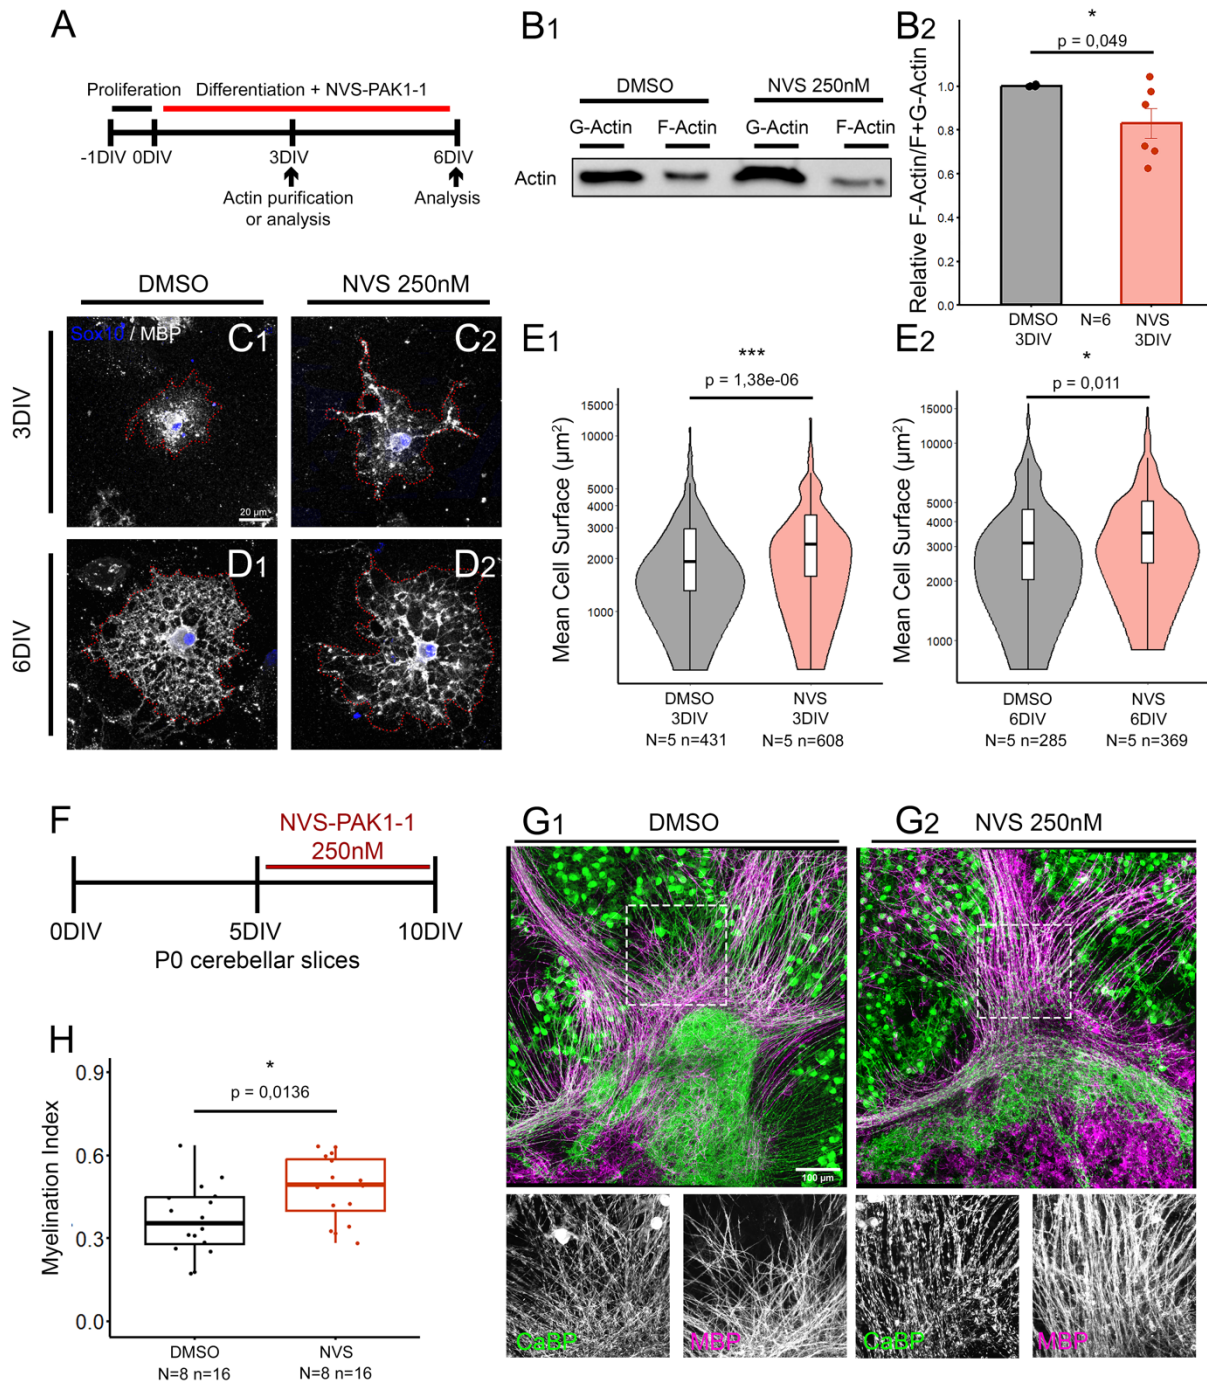 A
Proliferation
Differentiation + NVS-PAK1-1
-1DIV 0DIV
3DIV
6DIV
Actin purification
or analysis
Analysis
B1
DMSO
NVS 250nM
G-Actin
F-Actin
G-Actin
F-Actin
Actin
B2
*
p = 0,049
Relative F-Actin/F+G-Actin
1.0
0.8
0.6
0.4
0.2
0.0
DMSO
3DIV
N=6
NVS
3DIV
DMSO
NVS 250nM
3DIV
Sox10 / MBP
C1
20 µm
C2
6DIV
D1
D2
E1
***
p = 1,38e-06
Mean Cell Surface (µm²)
15000
10000
5000
4000
3000
2000
1000
DMSO
3DIV
N=5 n=431
NVS
3DIV
N=5 n=608
E2
*
p = 0,011
Mean Cell Surface (µm²)
15000
10000
5000
4000
3000
2000
1000
DMSO
6DIV
N=5 n=285
NVS
6DIV
N=5 n=369
F
NVS-PAK1-1
250nM
0DIV
5DIV
10DIV
P0 cerebellar slices
G1
DMSO
100 µm
G2
NVS 250nM
CaBP
MBP
CaBP
MBP
H
*
p = 0,0136
Myelination Index
0.9
0.6
0.3
0.0
DMSO
N=8 n=16
NVS
N=8 n=16